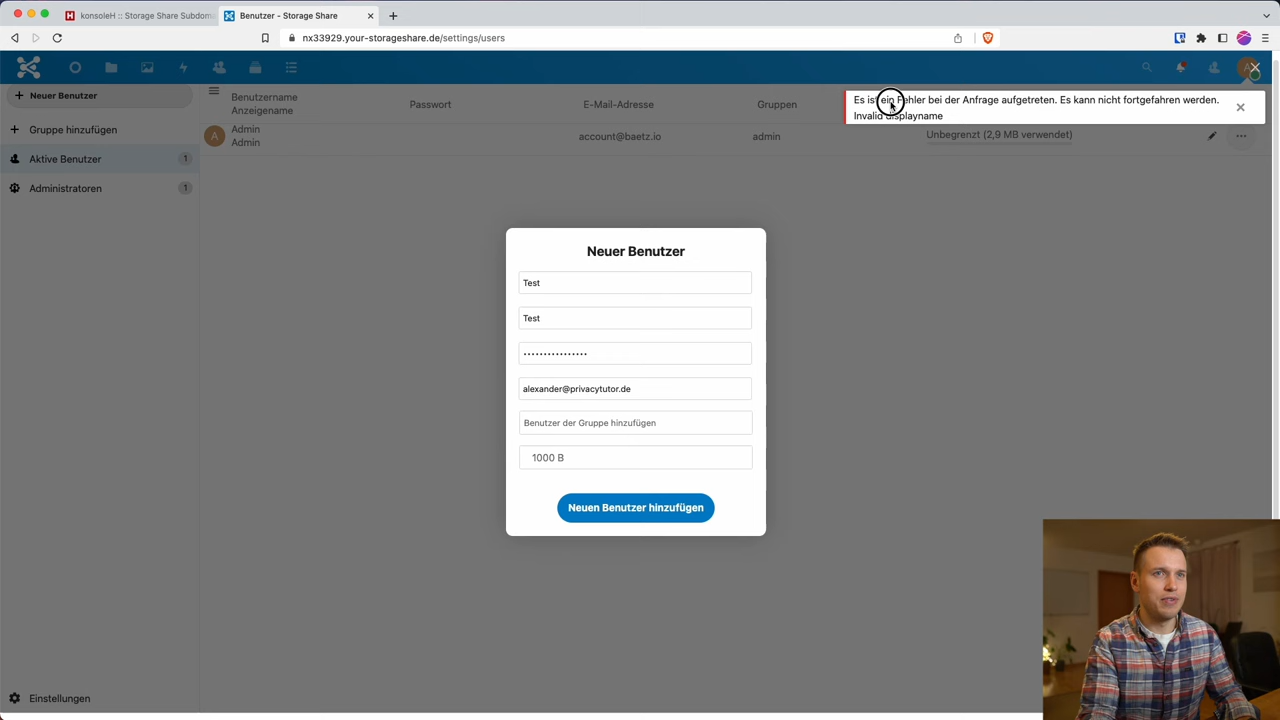 konsoleH :: Storage Share Subdom
Benutzer - Storage Share
nx33929.your-storageshare.de/settings/users
Neuer Benutzer
Gruppe hinzufügen
Aktive Benutzer 1
Administratoren 1
Einstellungen
Benutzername
Anzeigename
Passwort
E-Mail-Adresse
Gruppen
A
Admin
Admin
account@baetz.io
admin
Unbegrenzt (2,9 MB verwendet)
Es ist ein Fehler bei der Anfrage aufgetreten. Es kann nicht fortgefahren werden.
Invalid displayname
Neuer Benutzer
Test
Test
alexander@privacytutor.de
Benutzer der Gruppe hinzufügen
1000 B
Neuen Benutzer hinzufügen